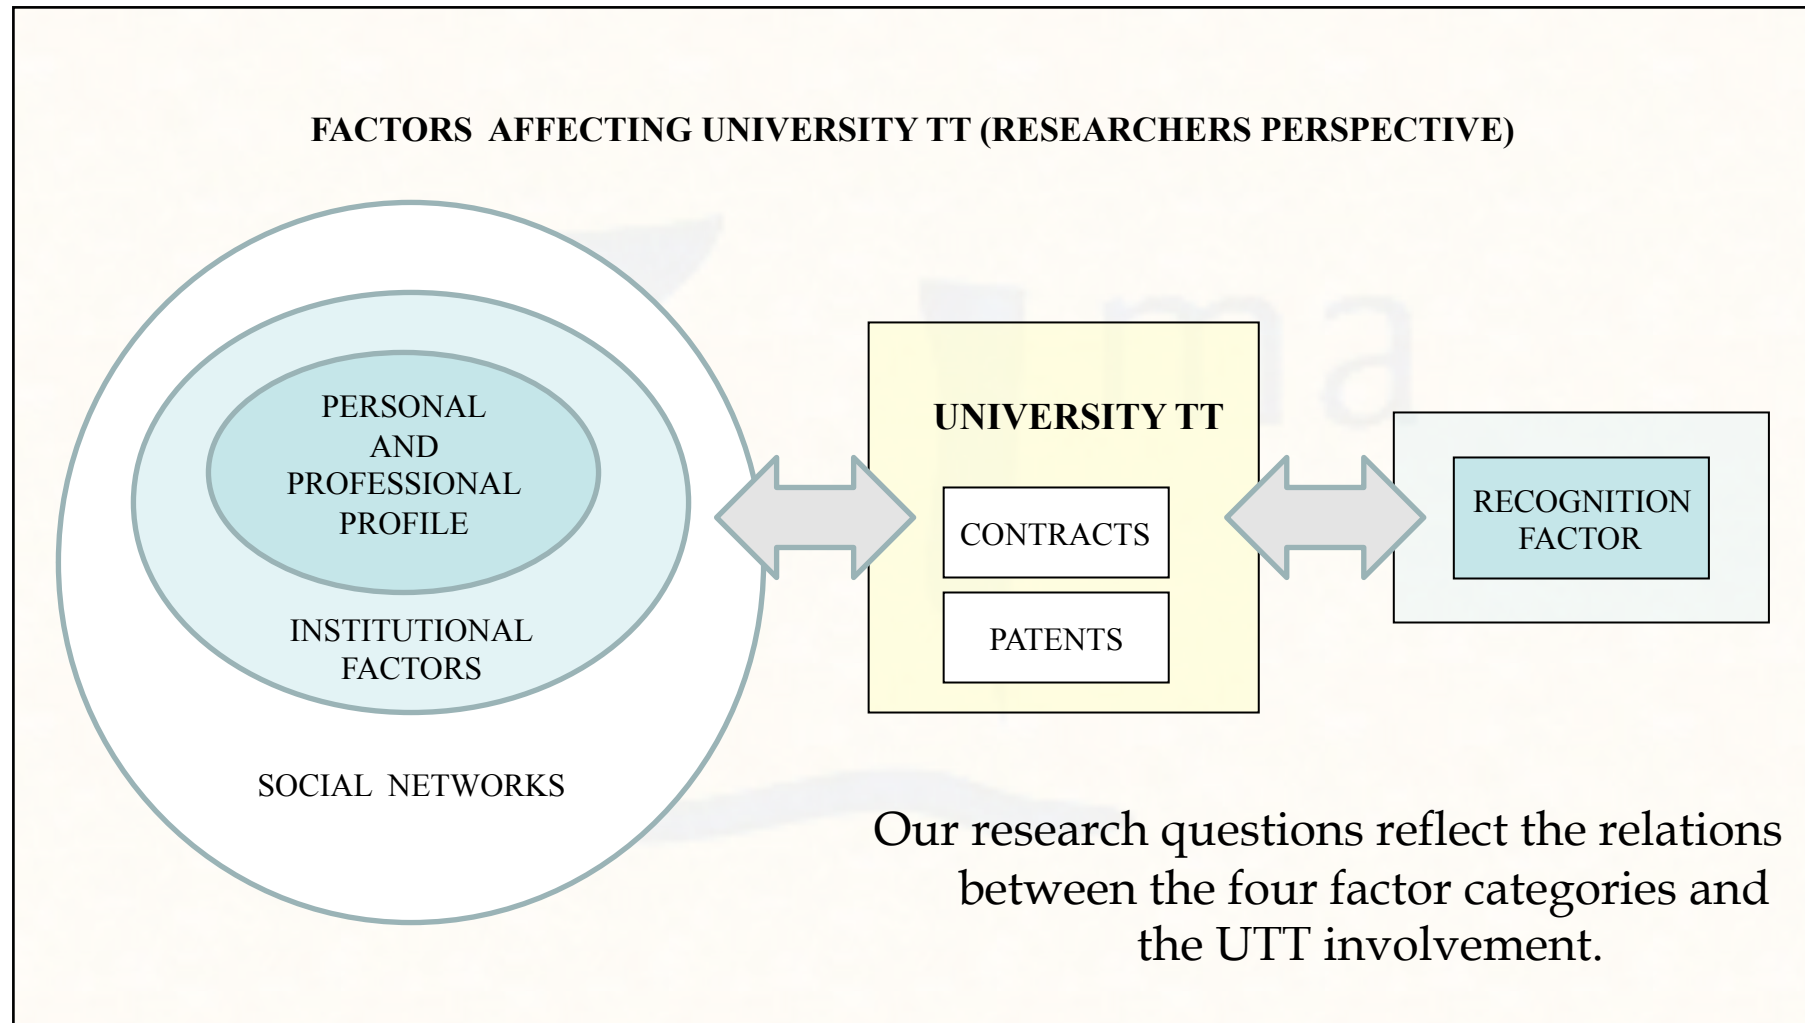 FACTORS AFFECTING UNIVERSITY TT (RESEARCHERS PERSPECTIVE)
PERSONAL
AND
PROFESSIONAL
PROFILE
INSTITUTIONAL
FACTORS
SOCIAL NETWORKS
UNIVERSITY TT
CONTRACTS
PATENTS
RECOGNITION
FACTOR
ma
Our research questions reflect the relations
between the four factor categories and
the UTT involvement.